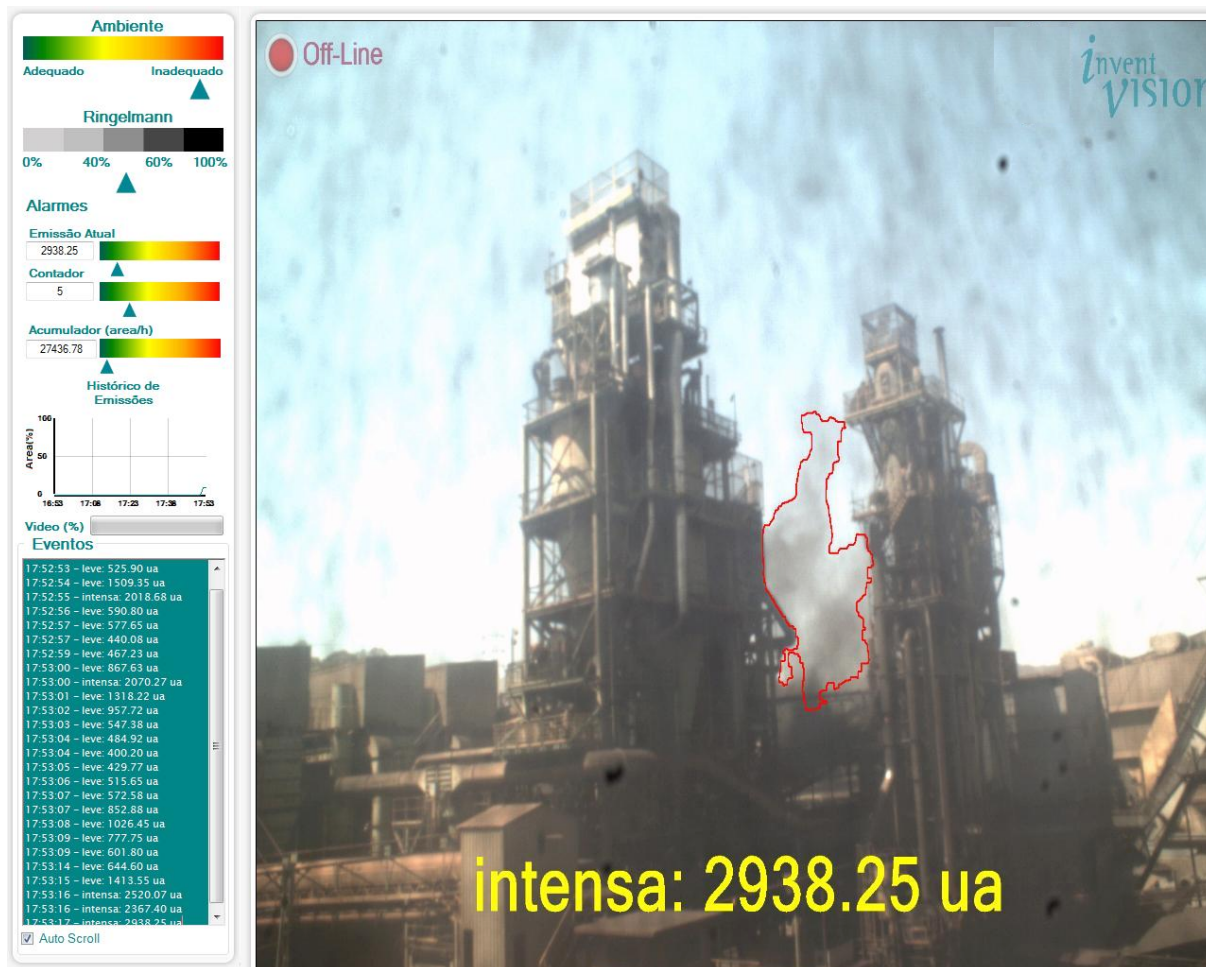 Ambiente
Adequado Inadequado
Ringelmann
0% 40% 60% 100%
Alarmes
Emissão Atual
2938.25
Contador
5
Acumulador (area/h)
27436.78
Histórico de
Emissões
Area(%)
100
50
0
16:53 17:08 17:23 17:38 17:53
Video (%)
Eventos
17:52:53 – leve: 525.90 ua
17:52:54 – leve: 1509.35 ua
17:52:55 – intensa: 2018.68 ua
17:52:56 – leve: 590.80 ua
17:52:57 – leve: 577.65 ua
17:52:57 – leve: 440.08 ua
17:52:59 – leve: 467.23 ua
17:53:00 – leve: 867.63 ua
17:53:00 – intensa: 2070.27 ua
17:53:01 – leve: 1318.22 ua
17:53:02 – leve: 957.72 ua
17:53:03 – leve: 547.38 ua
17:53:04 – leve: 484.92 ua
17:53:04 – leve: 400.20 ua
17:53:05 – leve: 429.77 ua
17:53:06 – leve: 515.65 ua
17:53:07 – leve: 572.58 ua
17:53:07 – leve: 852.88 ua
17:53:08 – leve: 1026.45 ua
17:53:09 – leve: 777.75 ua
17:53:09 – leve: 601.80 ua
17:53:14 – leve: 644.60 ua
17:53:15 – leve: 1413.55 ua
17:53:16 – intensa: 2520.07 ua
17:53:16 – intensa: 2367.40 ua
17:53:17 – intensa: 2938.25 ua
Auto Scroll
Off-Line
invent
vision
intensa: 2938.25 ua